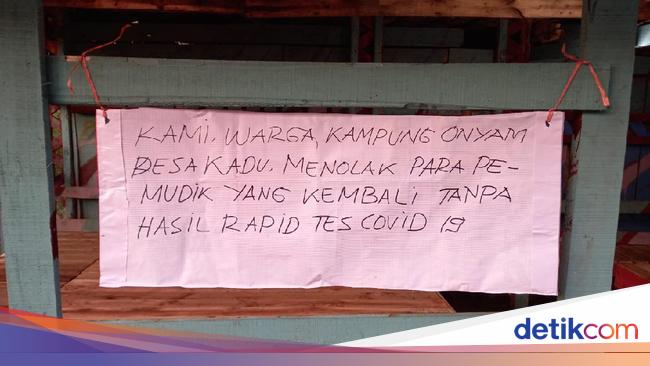 KAMI. WARGA, KAMPUNG ONYAM
DESA KADU. MENOLAK PARA PE-
MUDIK YANG KEMBALI TANPA
HASIL RAPID TES COVID 19
detikcom